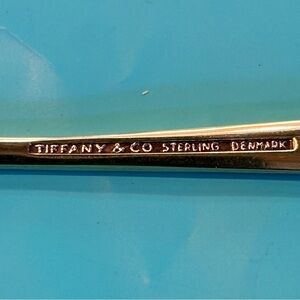 TIFFANY & CO STERLING DENMARK